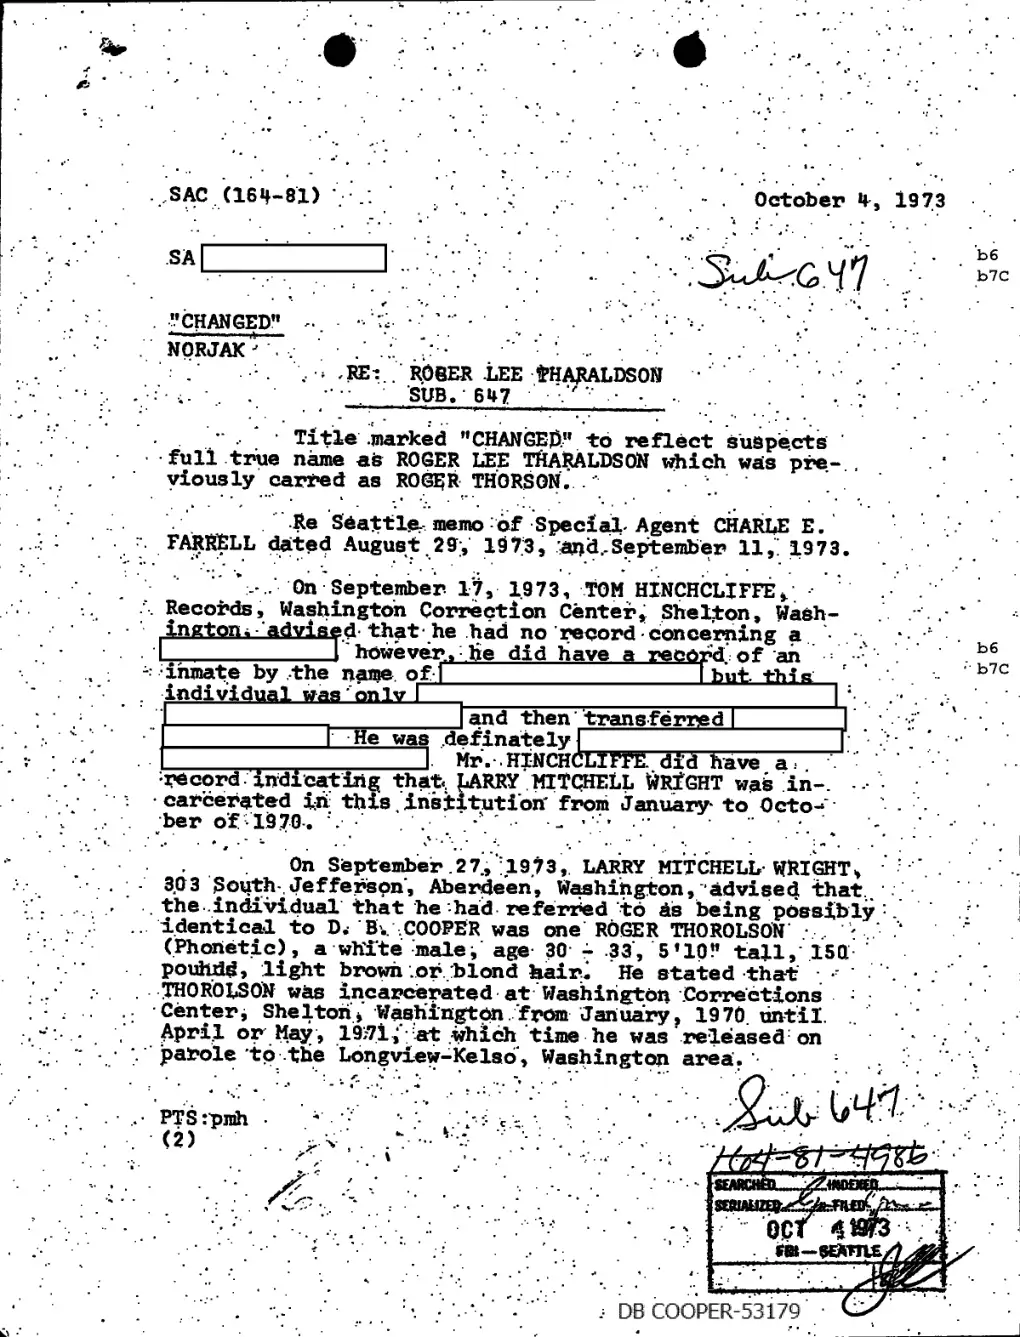 SAC (164-81)
October 4, 1973
SA
b6
b7C
Sub 647
"CHANGED"
NORJAK
RE: ROGER LEE THARALDSON
SUB. 647
Title marked "CHANGED" to reflect suspects
full true name as ROGER LEE THARALDSON which was pre-
viously carred as ROGER THORSON.
Re Seattle memo of Special Agent CHARLE E.
FARRELL dated August 29, 1973, and September 11, 1973.
On September 17, 1973, TOM HINCHCLIFFE,
Records, Washington Correction Center, Shelton, Wash-
ington, advised that he had no record concerning a
however, he did have a record of an
b6
b7C
inmate by the name of but this
individual was only
and then transferred
He was definately
Mr. HINCHCLIFFE did have a
record indicating that LARRY MITCHELL WRIGHT was in-
carcerated in this institution from January to Octo-
ber of 1970.
On September 27, 1973, LARRY MITCHELL WRIGHT,
303 South Jefferson, Aberdeen, Washington, advised that
the individual that he had referred to as being possibly
identical to D. B. COOPER was one ROGER THOROLSON
(Phonetic), a white male, age 30 - 33, 5'10" tall, 150
pounds, light brown or blond hair. He stated that
THOROLSON was incarcerated at Washington Corrections
Center, Shelton, Washington from January, 1970 until
April or May, 1971, at which time he was released on
parole to the Longview-Kelso, Washington area.
PTS:pmh
(2)
Sub 647
164-81-4986
SEARCHED INDEXED
SERIALIZED FILED
OCT 4 1973
FBI - SEATTLE
DB COOPER-53179